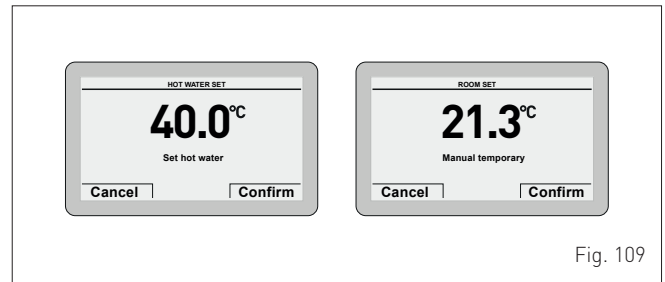 HOT WATER SET
40.0°C
Set hot water
Cancel Confirm
ROOM SET
21.3°C
Manual temporary
Cancel Confirm
Fig. 109